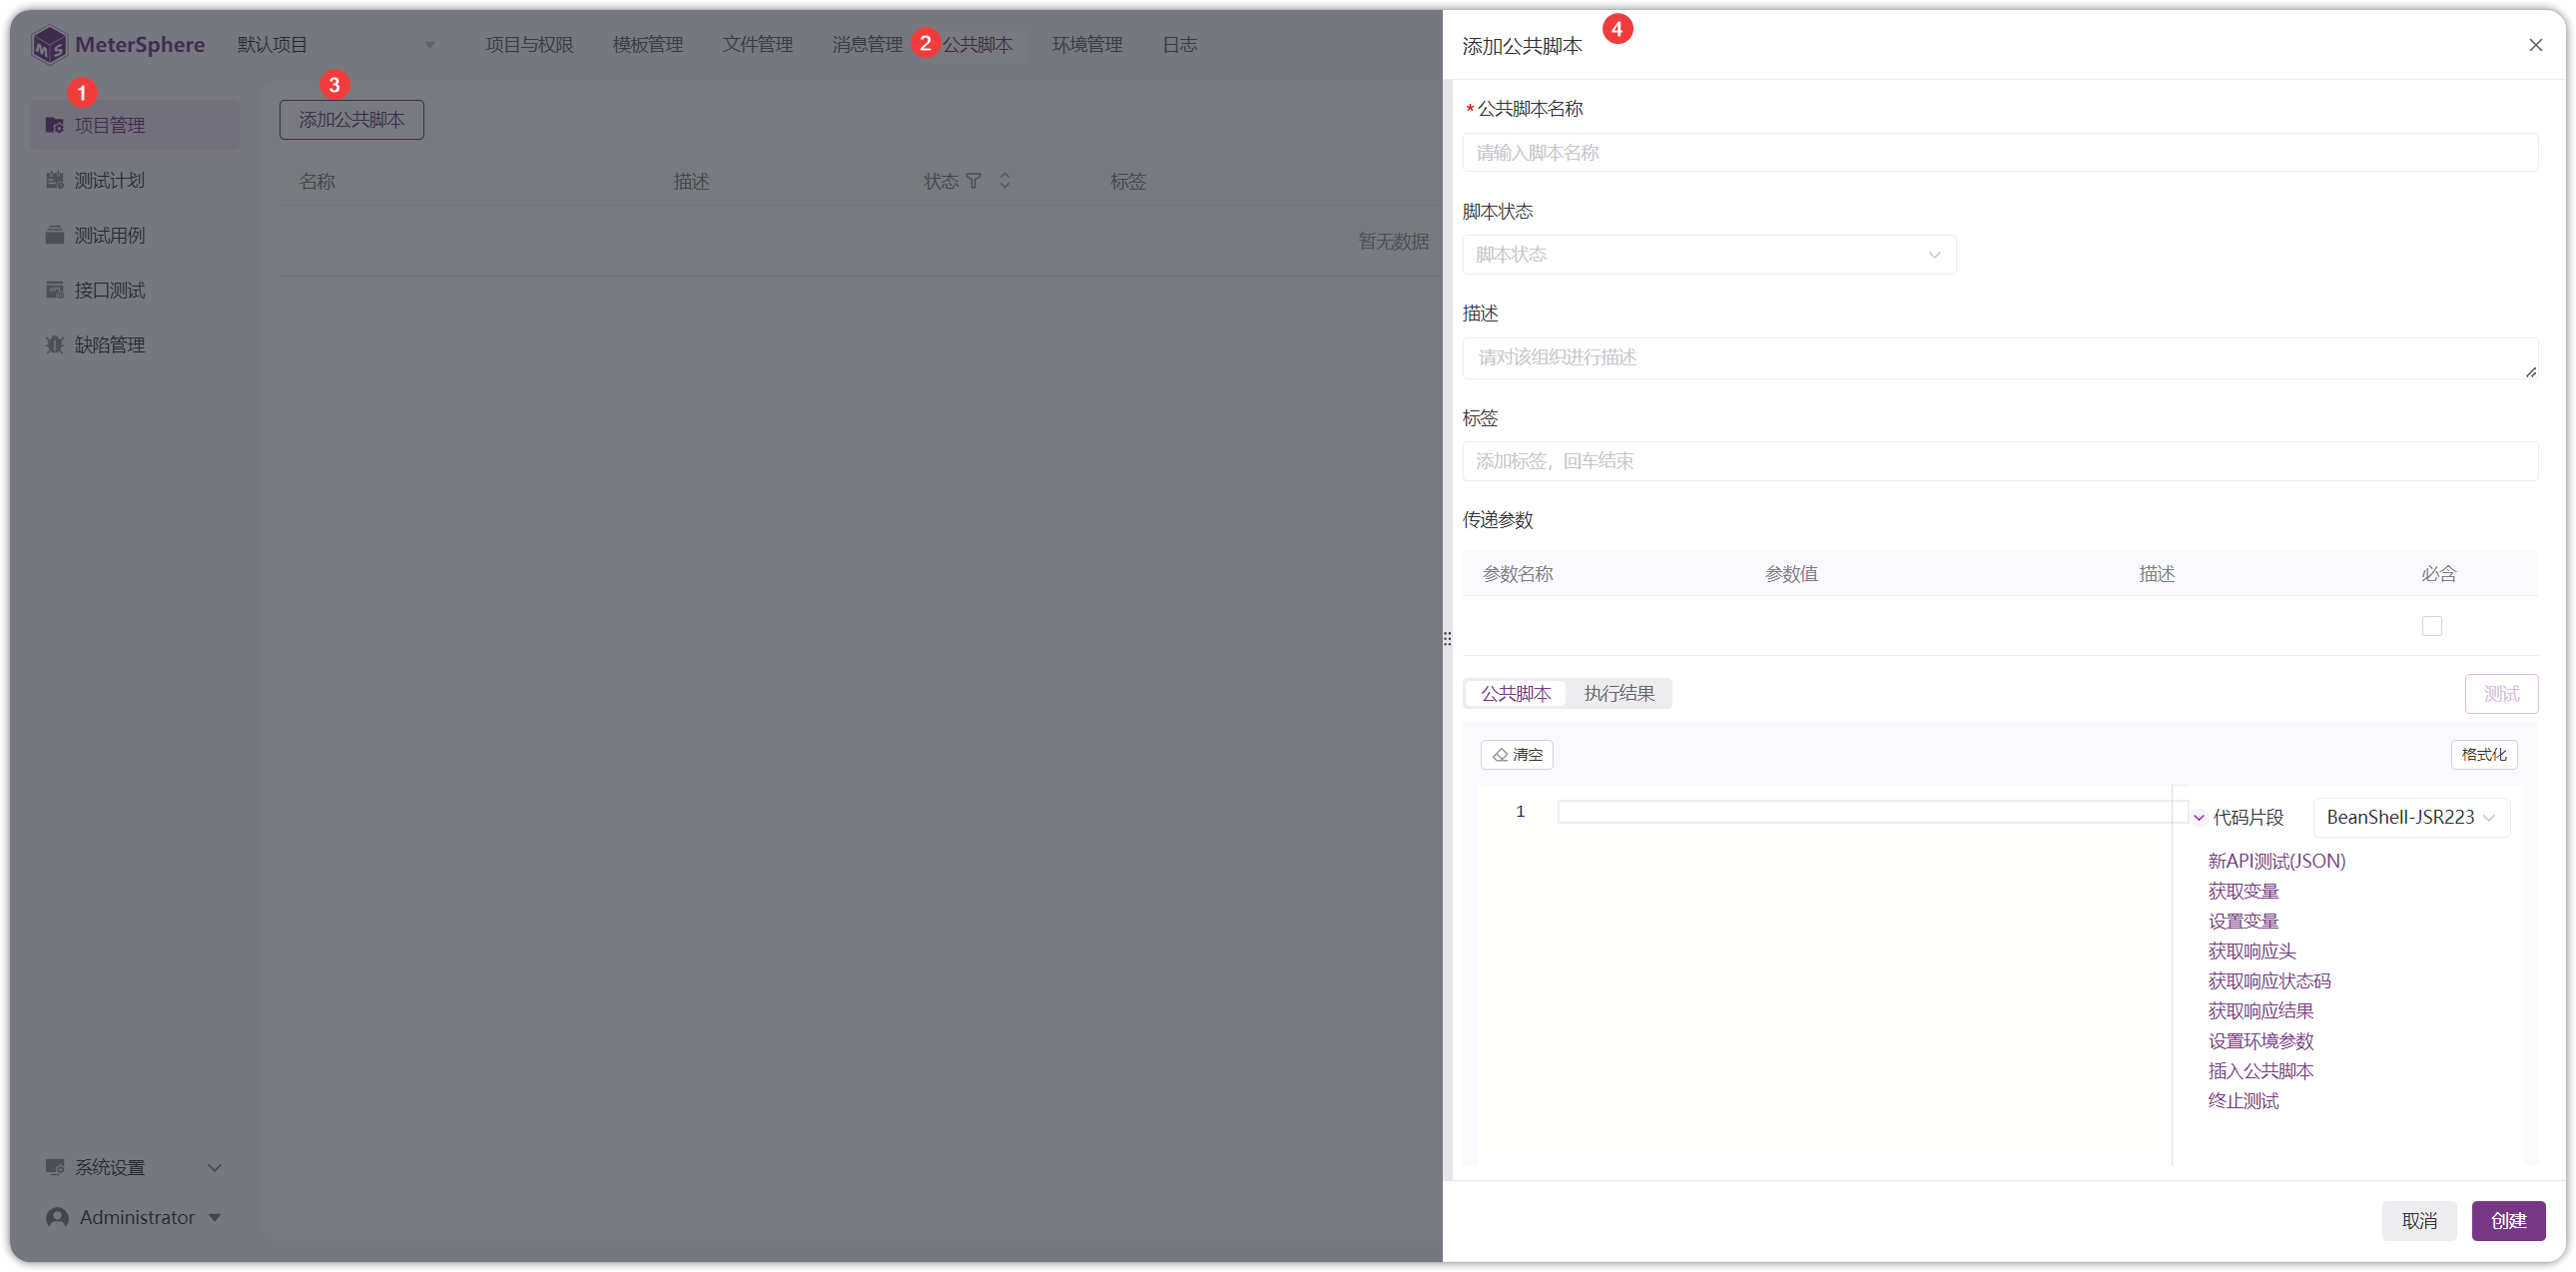 MeterSphere 默认项目 项目与权限 模板管理 文件管理 消息管理 2 公共脚本 环境管理 日志
1
项目管理
测试计划
测试用例
接口测试
缺陷管理
系统设置
Administrator
3
添加公共脚本
名称 描述 状态 标签
暂无数据
添加公共脚本 4
* 公共脚本名称
请输入脚本名称
脚本状态
脚本状态
描述
请对该组织进行描述
标签
添加标签，回车结束
传递参数
参数名称 参数值 描述 必含
公共脚本 执行结果 测试
清空 格式化
1
代码片段 BeanShell-JSR223
新API测试(JSON)
获取变量
设置变量
获取响应头
获取响应状态码
获取响应结果
设置环境参数
插入公共脚本
终止测试
取消 创建